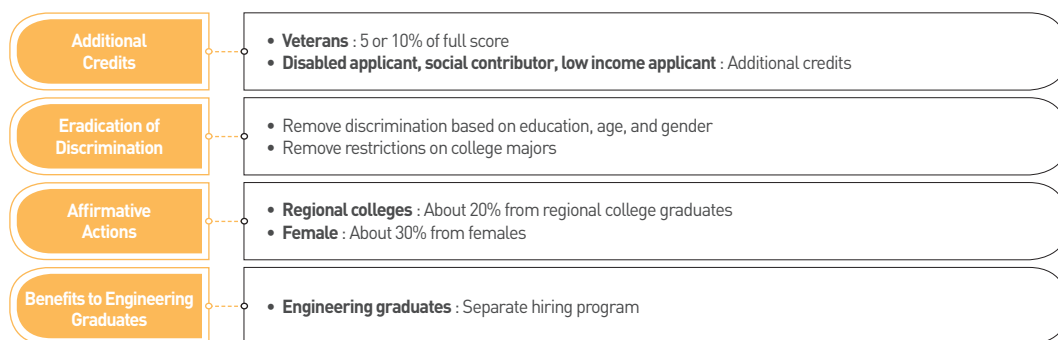 Additional
Credits
• Veterans : 5 or 10% of full score
• Disabled applicant, social contributor, low income applicant : Additional credits
Eradication of
Discrimination
• Remove discrimination based on education, age, and gender
• Remove restrictions on college majors
Affirmative
Actions
• Regional colleges : About 20% from regional college graduates
• Female : About 30% from females
Benefits to Engineering
Graduates
• Engineering graduates : Separate hiring program